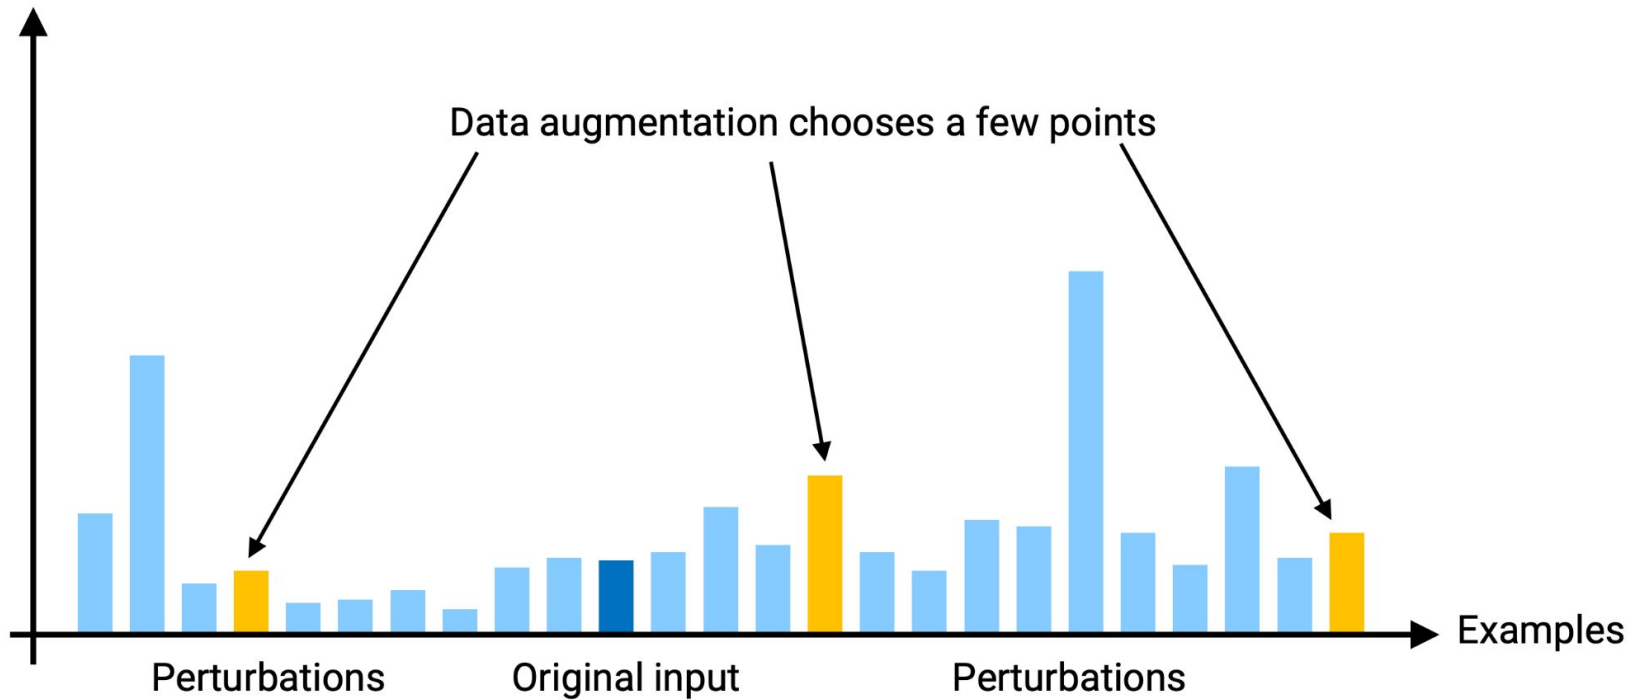 Data augmentation chooses a few points
Examples
Perturbations
Original input
Perturbations